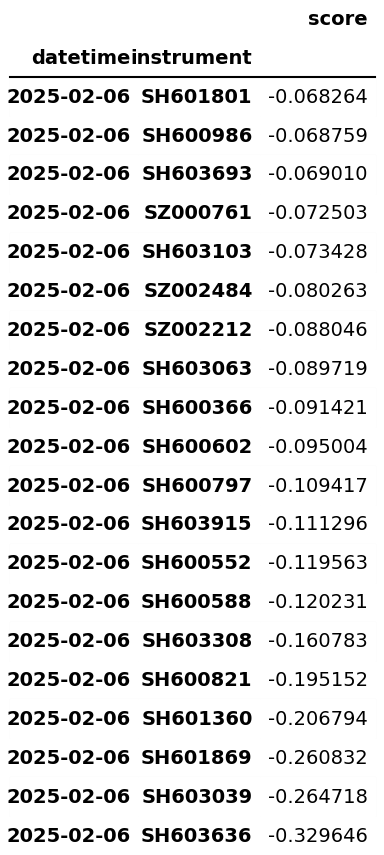 score
datetime instrument
2025-02-06 SH601801 -0.068264
2025-02-06 SH600986 -0.068759
2025-02-06 SH603693 -0.069010
2025-02-06 SZ000761 -0.072503
2025-02-06 SH603103 -0.073428
2025-02-06 SZ002484 -0.080263
2025-02-06 SZ002212 -0.088046
2025-02-06 SH603063 -0.089719
2025-02-06 SH600366 -0.091421
2025-02-06 SH600602 -0.095004
2025-02-06 SH600797 -0.109417
2025-02-06 SH603915 -0.111296
2025-02-06 SH600552 -0.119563
2025-02-06 SH600588 -0.120231
2025-02-06 SH603308 -0.160783
2025-02-06 SH600821 -0.195152
2025-02-06 SH601360 -0.206794
2025-02-06 SH601869 -0.260832
2025-02-06 SH603039 -0.264718
2025-02-06 SH603636 -0.329646